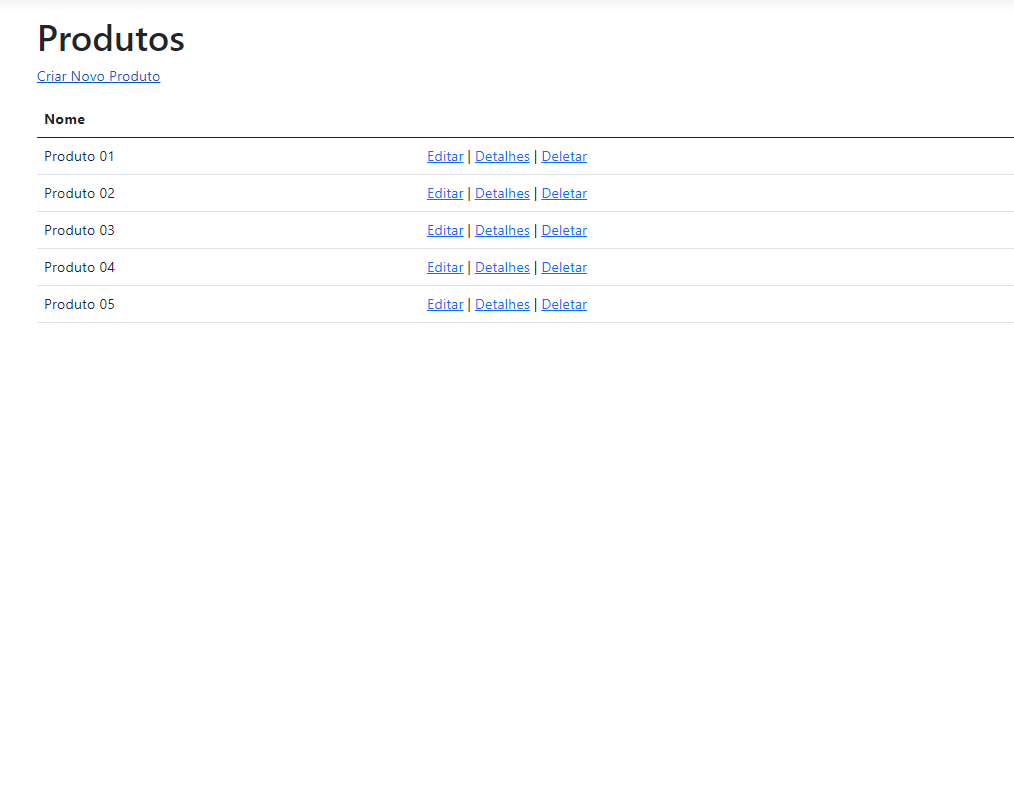 Produtos
Criar Novo Produto
Nome
Produto 01 Editar | Detalhes | Deletar
Produto 02 Editar | Detalhes | Deletar
Produto 03 Editar | Detalhes | Deletar
Produto 04 Editar | Detalhes | Deletar
Produto 05 Editar | Detalhes | Deletar